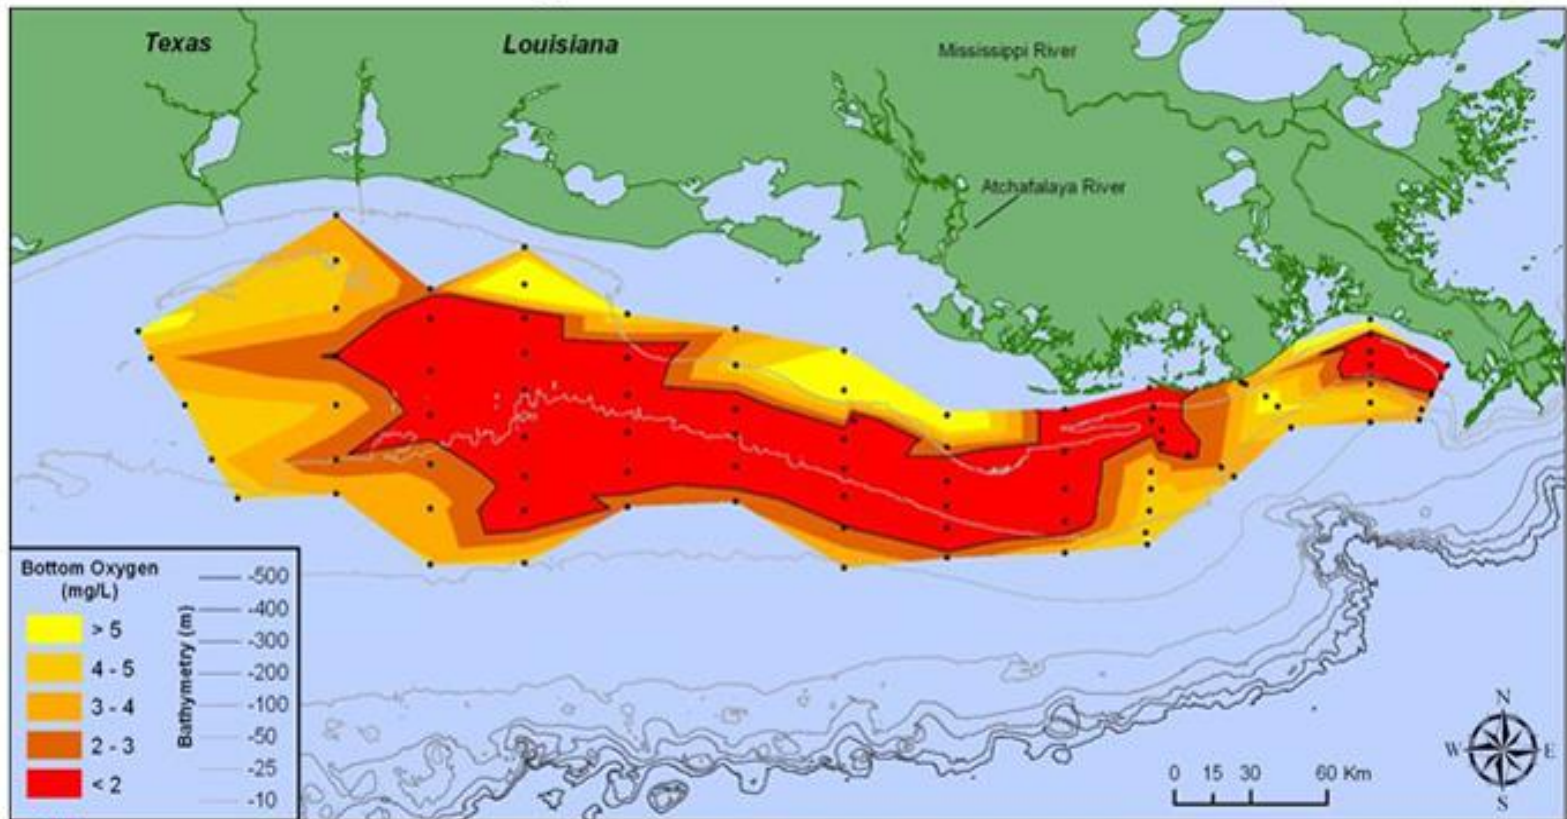 Texas
Louisiana
Mississippi River
Atchafalaya River
Bottom Oxygen
(mg/L)
> 5
4 - 5
3 - 4
2 - 3
< 2
Bathymetry (m)
-500
-400
-300
-200
-100
-50
-25
-10
0 15 30 60 Km
N
W E
S